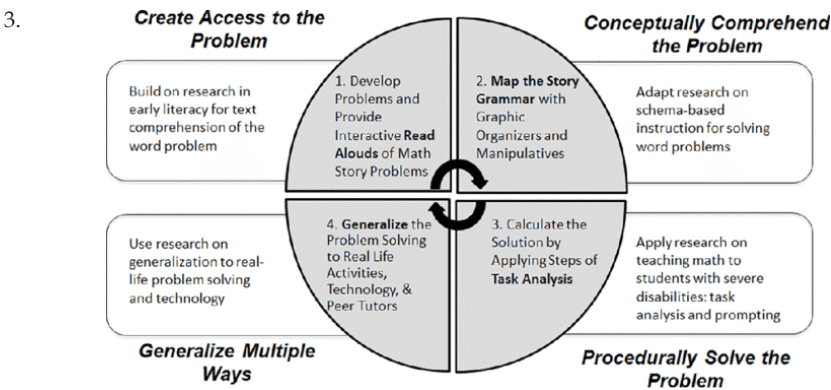 3.
Create Access to the
Problem
Conceptually Comprehend
the Problem
Build on research in
early literacy for text
comprehension of the
word problem
1. Develop
Problems and
Provide
Interactive Read
Alouds of Math
Story Problems
2. Map the Story
Grammar with
Graphic
Organizers and
Manipulatives
Adapt research on
schema-based
instruction for solving
word problems
Use research on
generalization to real-
life problem solving
and technology
4. Generalize the
Problem Solving
to Real Life
Activities,
Technology, &
Peer Tutors
3. Calculate the
Solution by
Applying Steps of
Task Analysis
Apply research on
teaching math to
students with severe
disabilities: task
analysis and prompting
Generalize Multiple
Ways
Procedurally Solve the
Problem